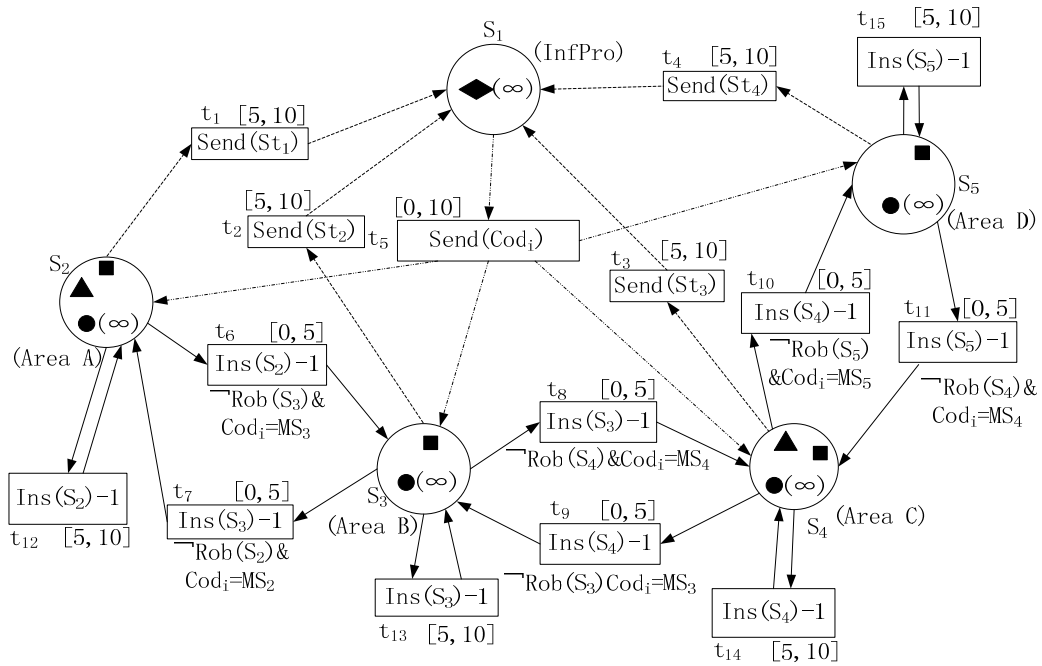 t₁₅ [5,10]
Ins(S₅)-1
S₁
(InfPro)
(∞)
t₄ [5,10]
Send(St₄)
t₁ [5,10]
Send(St₁)
S₅
(∞)
(Area D)
[5,10]
t₂ Send(St₂)
[0,10]
t₅ Send(Codᵢ)
[5,10]
t₃
Send(St₃)
S₂
(∞)
(Area A)
t₁₀ [0,5]
Ins(S₄)-1
¬Rob(S₅)
&Codᵢ=MS₅
t₁₁ [0,5]
Ins(S₅)-1
¬Rob(S₄)&
Codᵢ=MS₄
t₆ [0,5]
Ins(S₂)-1
¬Rob(S₃)&
Codᵢ=MS₃
t₈ [0,5]
Ins(S₃)-1
¬Rob(S₄)&Codᵢ=MS₄
(∞)
S₃
(Area B)
(∞)
S₄ (Area C)
Ins(S₂)-1
t₁₂ [5,10]
t₇ [0,5]
Ins(S₃)-1
¬Rob(S₂)&
Codᵢ=MS₂
t₉ [0,5]
Ins(S₄)-1
¬Rob(S₃)Codᵢ=MS₃
Ins(S₃)-1
t₁₃ [5,10]
Ins(S₄)-1
t₁₄ [5,10]